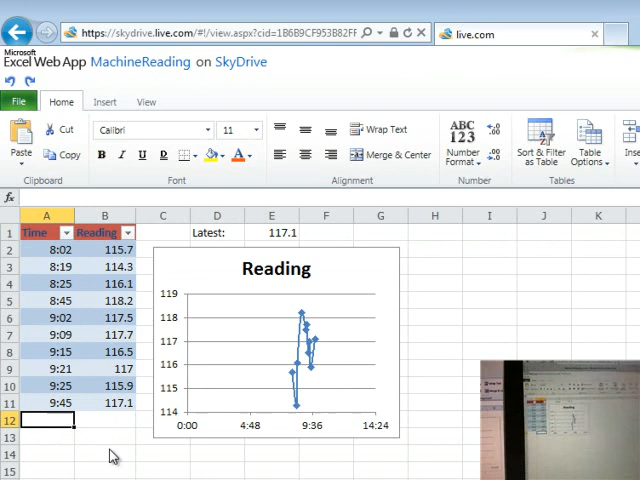 https://skydrive.live.com/#!/view.aspx?cid=1B6B9CF953B82FF
live.com
Microsoft
Excel Web App MachineReading on SkyDrive
File Home Insert View
Paste
Cut
Copy
Clipboard
Calibri 11
B I U D
A
Font
Wrap Text
Merge & Center
Alignment
ABC
123
Number
Format
.0
.00
.00
.0
Number
Sort & Filter
as Table
Table
Options
Tables
Inse
fx
A B C D E F G H I J K
1 Time Reading Latest: 117.1
2 8:02 115.7
3 8:19 114.3
4 8:25 116.1
5 8:45 118.2
6 9:02 117.5
7 9:09 117.7
8 9:15 116.5
9 9:21 117
10 9:25 115.9
11 9:45 117.1
12
13
14
15
Reading
119
118
117
116
115
114
0:00 4:48 9:36 14:24